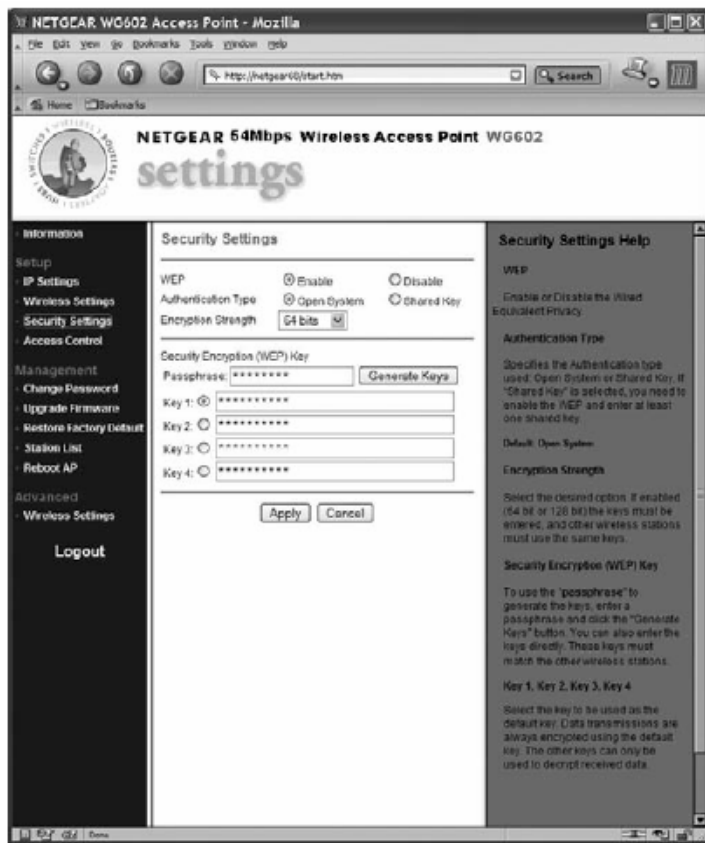 NETGEAR WG602 Access Point - Mozilla
File Edit View Go Bookmarks Tools Window Help
http://netgear60/start.htm
Search
Home Bookmarks
NETGEAR 54Mbps Wireless Access Point WG602
settings
Information
Setup
IP Settings
Wireless Settings
Security Settings
Access Control
Management
Change Password
Upgrade Firmware
Restore Factory Default
Station List
Reboot AP
Advanced
Wireless Settings
Logout
Security Settings
WEP Enable Disable
Authentication Type Open System Shared Key
Encryption Strength 64 bits
Security Encryption (WEP) Key
Passphrase: ******** Generate Keys
Key 1: **********
Key 2: **********
Key 3: **********
Key 4: **********
Apply Cancel
Security Settings Help
WEP
Enable or Disable the Wired
Equivalent Privacy.
Authentication Type
Specifies the Authentication type
used: Open System or Shared Key. If
"Shared Key" is selected, you need to
enable the WEP and enter at least
one shared key.
Default: Open System
Encryption Strength
Select the desired option. If enabled
(64 bit or 128 bit) the keys must be
entered, and other wireless stations
must use the same keys.
Security Encryption (WEP) Key
To use the "passphrase" to
generate the keys, enter a
passphrase and click the "Generate
Keys" button. You can also enter the
keys directly. These keys must
match the other wireless stations.
Key 1, Key 2, Key 3, Key 4
Select the key to be used as the
default key. Data transmissions are
always encrypted using the default
key. The other keys can only be
used to decrypt received data.
Done